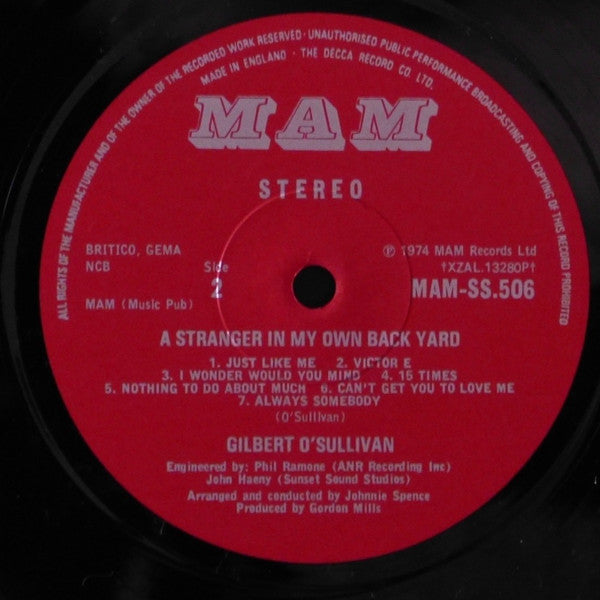 ALL RIGHTS OF THE MANUFACTURER AND OF THE OWNER OF THE RECORDED WORK RESERVED · UNAUTHORISED PUBLIC PERFORMANCE BROADCASTING AND COPYING OF THIS RECORD PROHIBITED
MADE IN ENGLAND · THE DECCA RECORD CO. LTD.
MAM
STEREO
BRITICO, GEMA
NCB
Side
2
MAM (Music Pub)
℗ 1974 MAM Records Ltd
†XZAL.13280P†
MAM-SS.506
A STRANGER IN MY OWN BACK YARD
1. JUST LIKE ME 2. VICTOR E
3. I WONDER WOULD YOU MIND 4. 15 TIMES
5. NOTHING TO DO ABOUT MUCH 6. CAN'T GET YOU TO LOVE ME
7. ALWAYS SOMEBODY
(O'Sullivan)
GILBERT O'SULLIVAN
Engineered by: Phil Ramone (ANR Recording Inc)
John Haeny (Sunset Sound Studios)
Arranged and conducted by Johnnie Spence
Produced by Gordon Mills